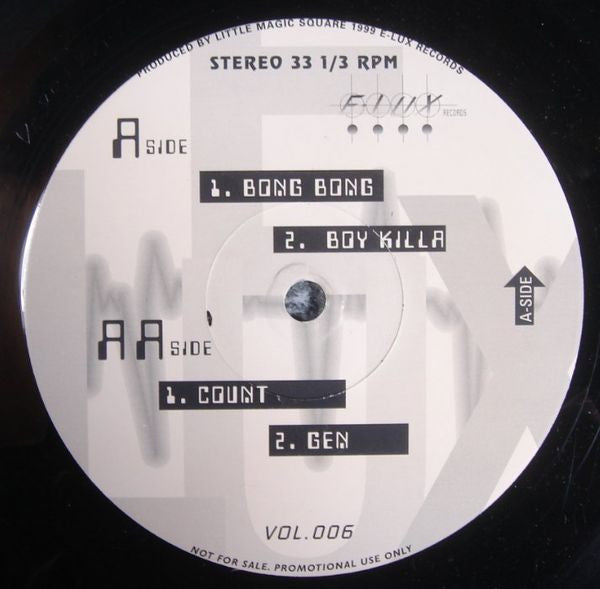 PRODUCED BY LITTLE MAGIC SQUARE 1999 E-LUX RECORDS
STEREO 33 1/3 RPM
E-LUX RECORDS
A SIDE
1. BONG BONG
2. BOY KILLA
A-SIDE
AA SIDE
1. COUNT
2. GEN
VOL.006
NOT FOR SALE. PROMOTIONAL USE ONLY